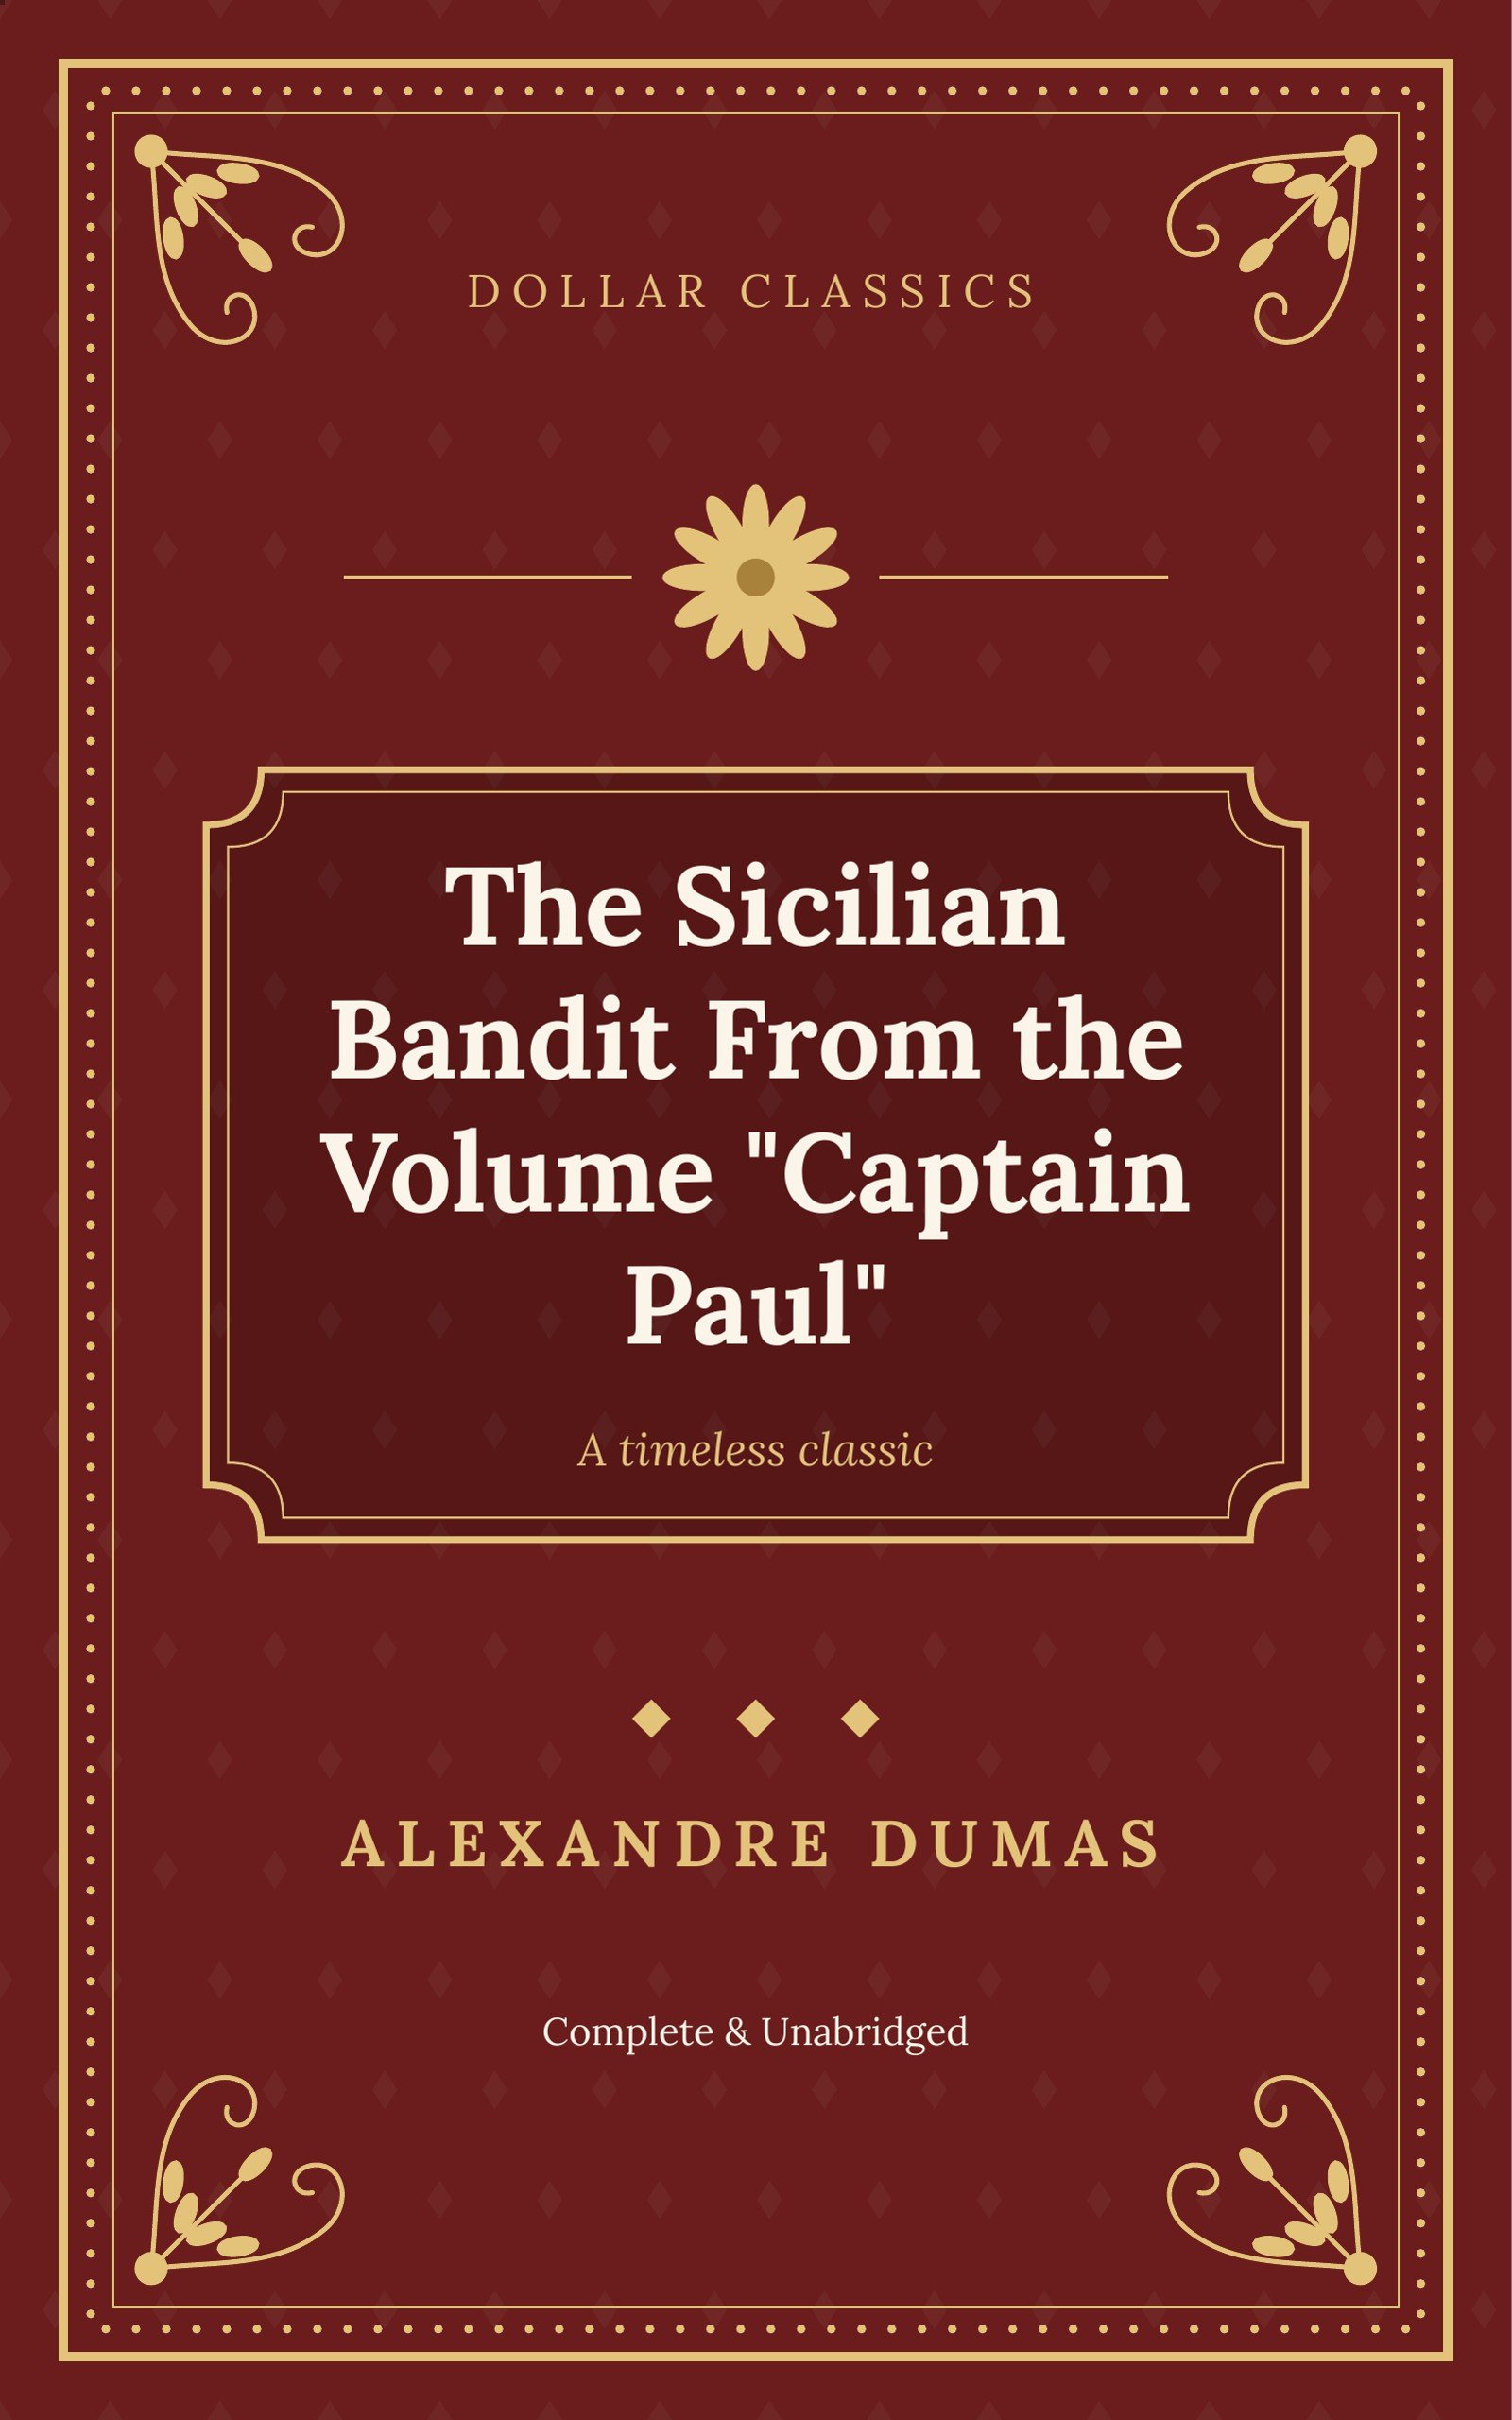 DOLLAR CLASSICS
The Sicilian
Bandit From the
Volume "Captain
Paul"
A timeless classic
ALEXANDRE DUMAS
Complete & Unabridged